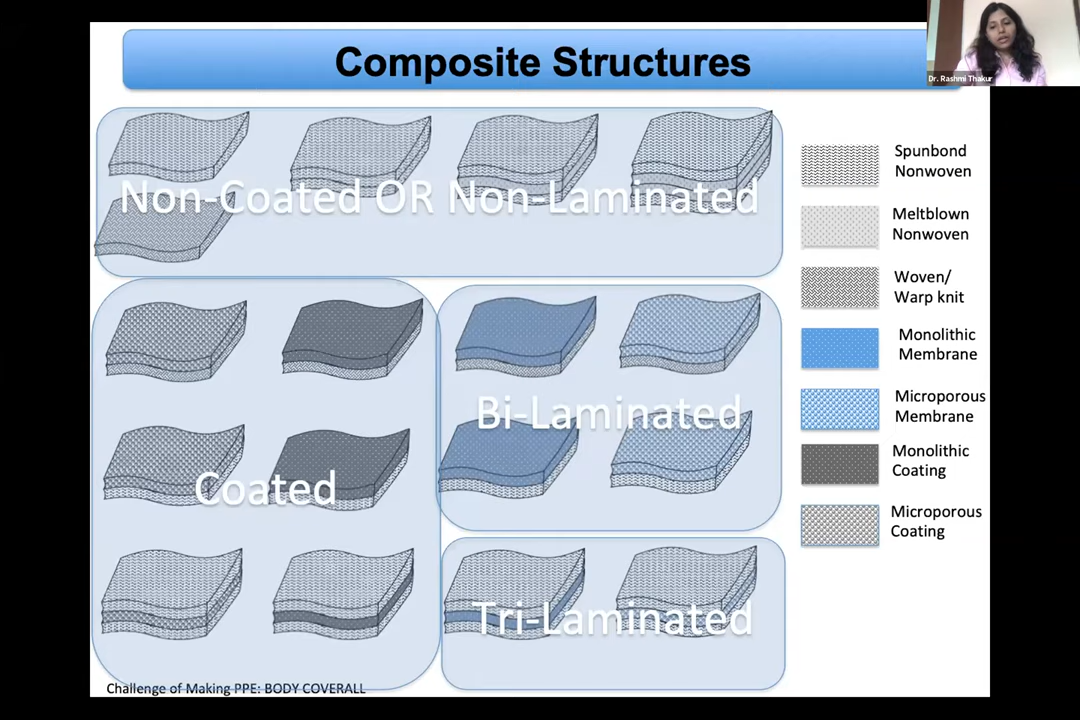 Composite Structures
Dr. Rashmi Thakur
Non-Coated OR Non-Laminated
Spunbond
Nonwoven
Meltblown
Nonwoven
Woven/
Warp knit
Monolithic
Membrane
Microporous
Membrane
Monolithic
Coating
Microporous
Coating
Bi-Laminated
Coated
Tri-Laminated
Challenge of Making PPE: BODY COVERALL